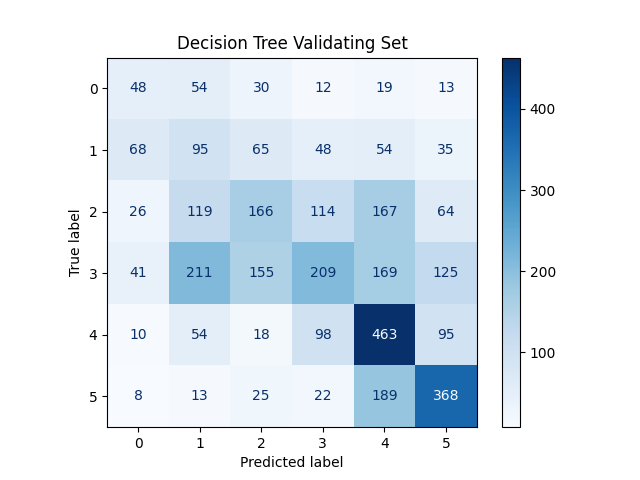 Decision Tree Validating Set
0 48 54 30 12 19 13
1 68 95 65 48 54 35
2 26 119 166 114 167 64
3 41 211 155 209 169 125
4 10 54 18 98 463 95
5 8 13 25 22 189 368
0 1 2 3 4 5
Predicted label
True label
400
300
200
100